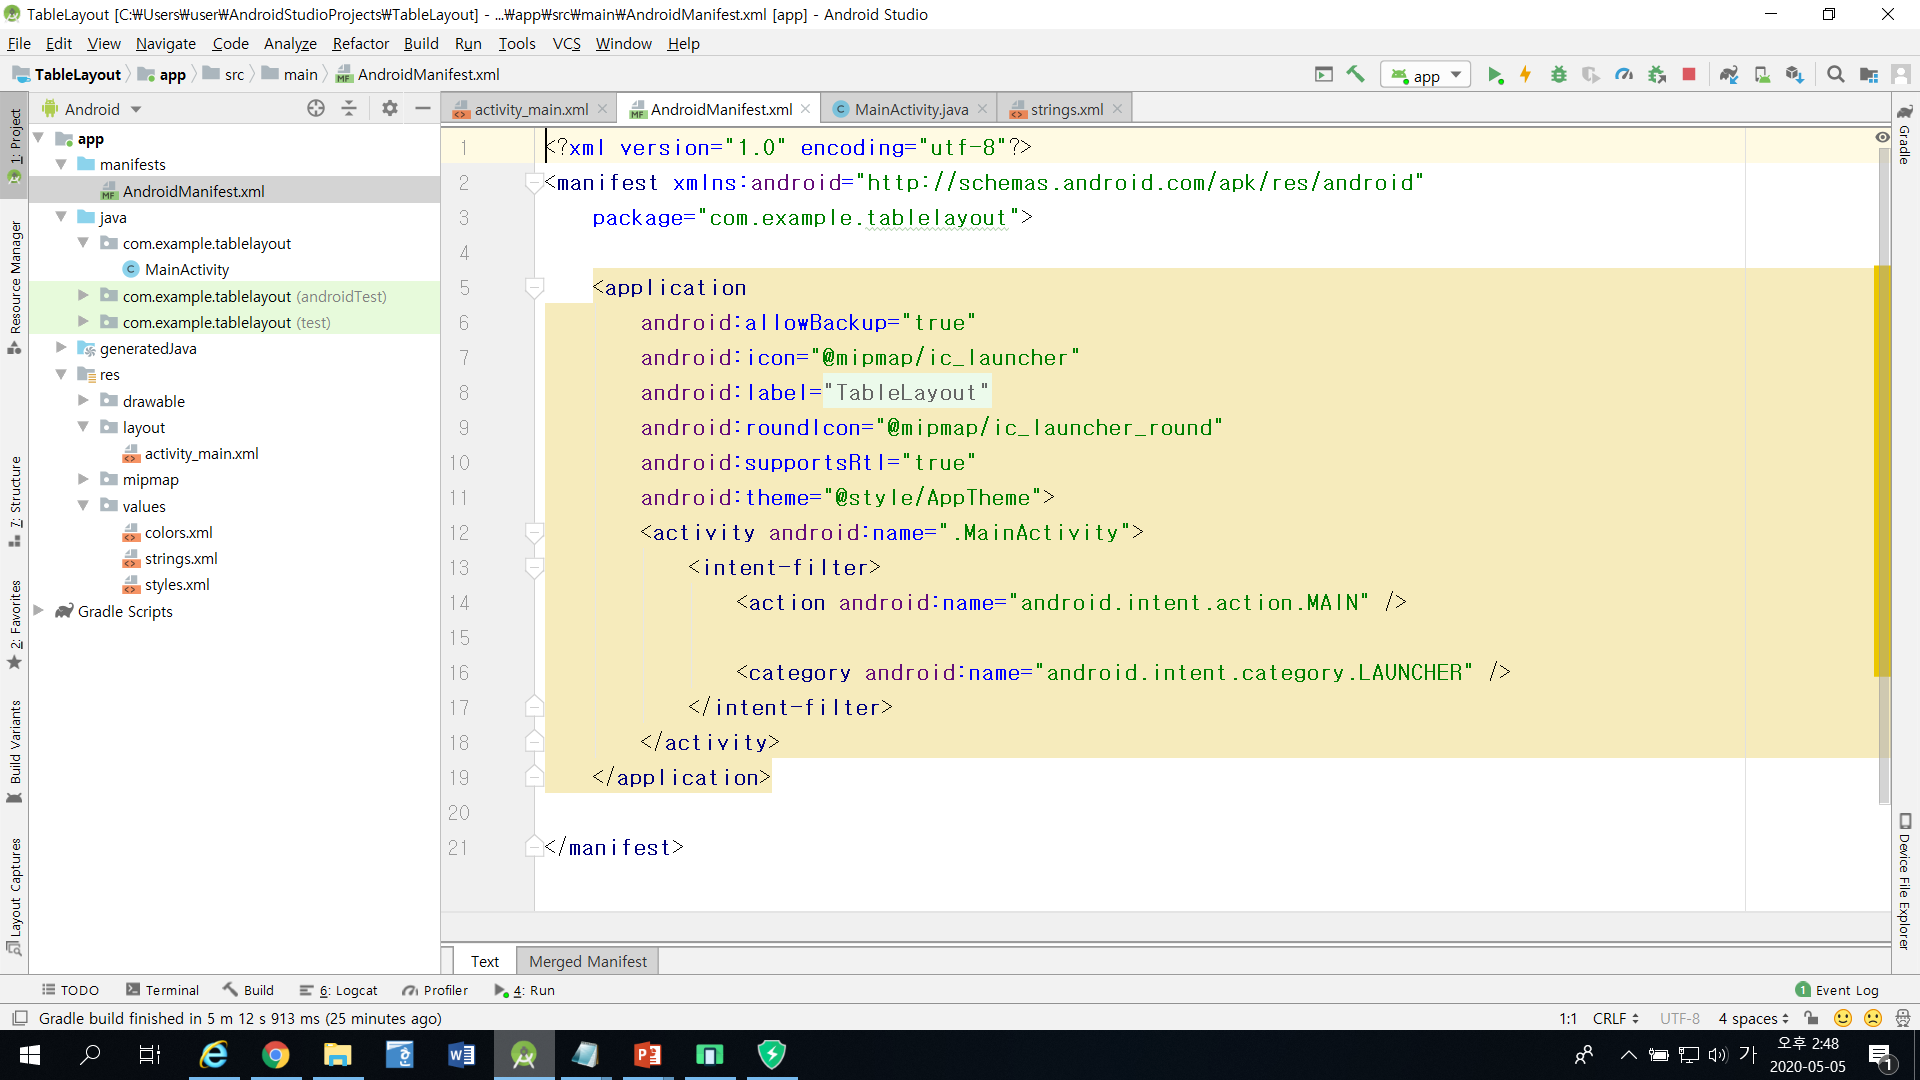 TableLayout [C:₩Users₩user₩AndroidStudioProjects₩TableLayout] - ...₩app₩src₩main₩AndroidManifest.xml [app] - Android Studio
File Edit View Navigate Code Analyze Refactor Build Run Tools VCS Window Help
TableLayout app src main AndroidManifest.xml
app
Android
activity_main.xml
AndroidManifest.xml
MainActivity.java
strings.xml
1: Project
Resource Manager
7: Structure
2: Favorites
Build Variants
Layout Captures
app
manifests
AndroidManifest.xml
java
com.example.tablelayout
MainActivity
com.example.tablelayout (androidTest)
com.example.tablelayout (test)
generatedJava
res
drawable
layout
activity_main.xml
mipmap
values
colors.xml
strings.xml
styles.xml
Gradle Scripts
1 <?xml version="1.0" encoding="utf-8"?>
2 <manifest xmlns:android="http://schemas.android.com/apk/res/android"
3 package="com.example.tablelayout">
4
5 <application
6 android:allowBackup="true"
7 android:icon="@mipmap/ic_launcher"
8 android:label="TableLayout"
9 android:roundIcon="@mipmap/ic_launcher_round"
10 android:supportsRtl="true"
11 android:theme="@style/AppTheme">
12 <activity android:name=".MainActivity">
13 <intent-filter>
14 <action android:name="android.intent.action.MAIN" />
15
16 <category android:name="android.intent.category.LAUNCHER" />
17 </intent-filter>
18 </activity>
19 </application>
20
21 </manifest>
Gradle
Device File Explorer
Text Merged Manifest
TODO Terminal Build 6: Logcat Profiler 4: Run 1 Event Log
Gradle build finished in 5 m 12 s 913 ms (25 minutes ago) 1:1 CRLF UTF-8 4 spaces
가
오후 2:48
2020-05-05
1